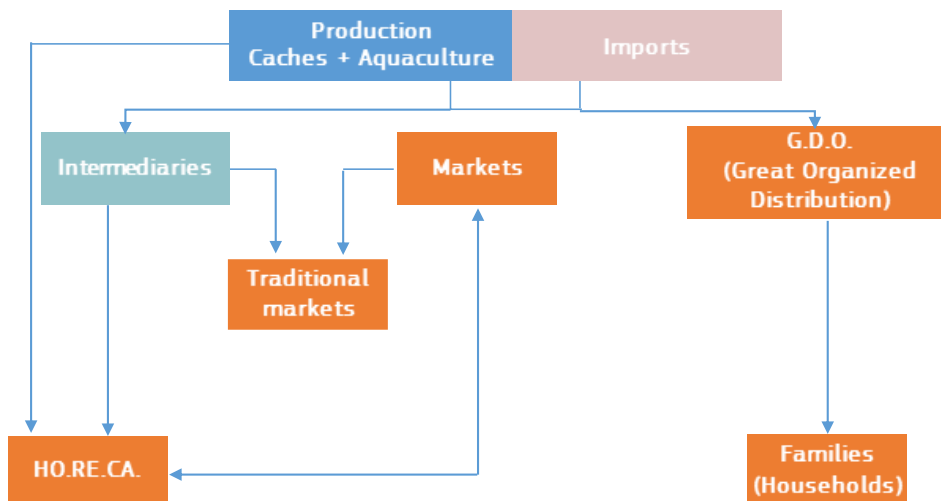 Production
Caches + Aquaculture
Imports
Intermediaries
Markets
G.D.O.
(Great Organized
Distribution)
Traditional
markets
HO.RE.CA.
Families
(Households)